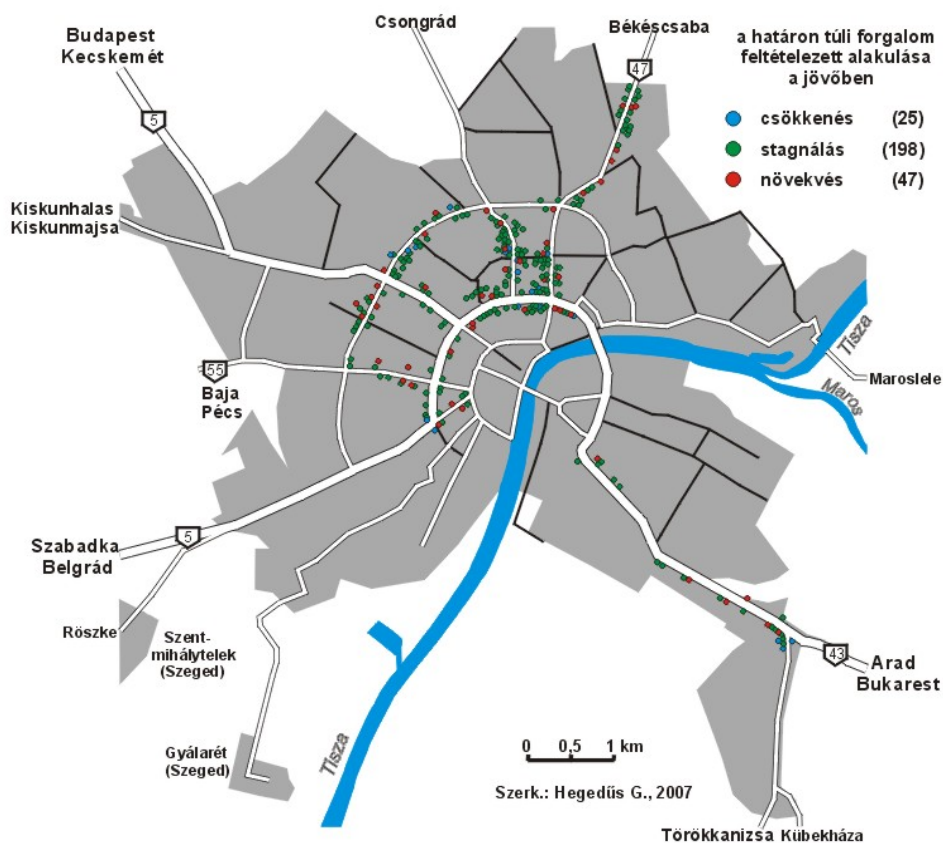 Budapest
Kecskemét
5
Csongrád
Békéscsaba
47
a határon túli forgalom
feltételezett alakulása
a jövőben
csökkenés (25)
stagnálás (198)
növekvés (47)
Kiskunhalas
Kiskunmajsa
55
Baja
Pécs
Tisza
Maroslele
Maros
5
Szabadka
Belgrád
Röszke
Szent-
mihálytelek
(Szeged)
43
Arad
Bukarest
Gyálarét
(Szeged)
Tisza
0 0,5 1 km
Szerk.: Hegedűs G., 2007
Törökkanizsa Kübekháza